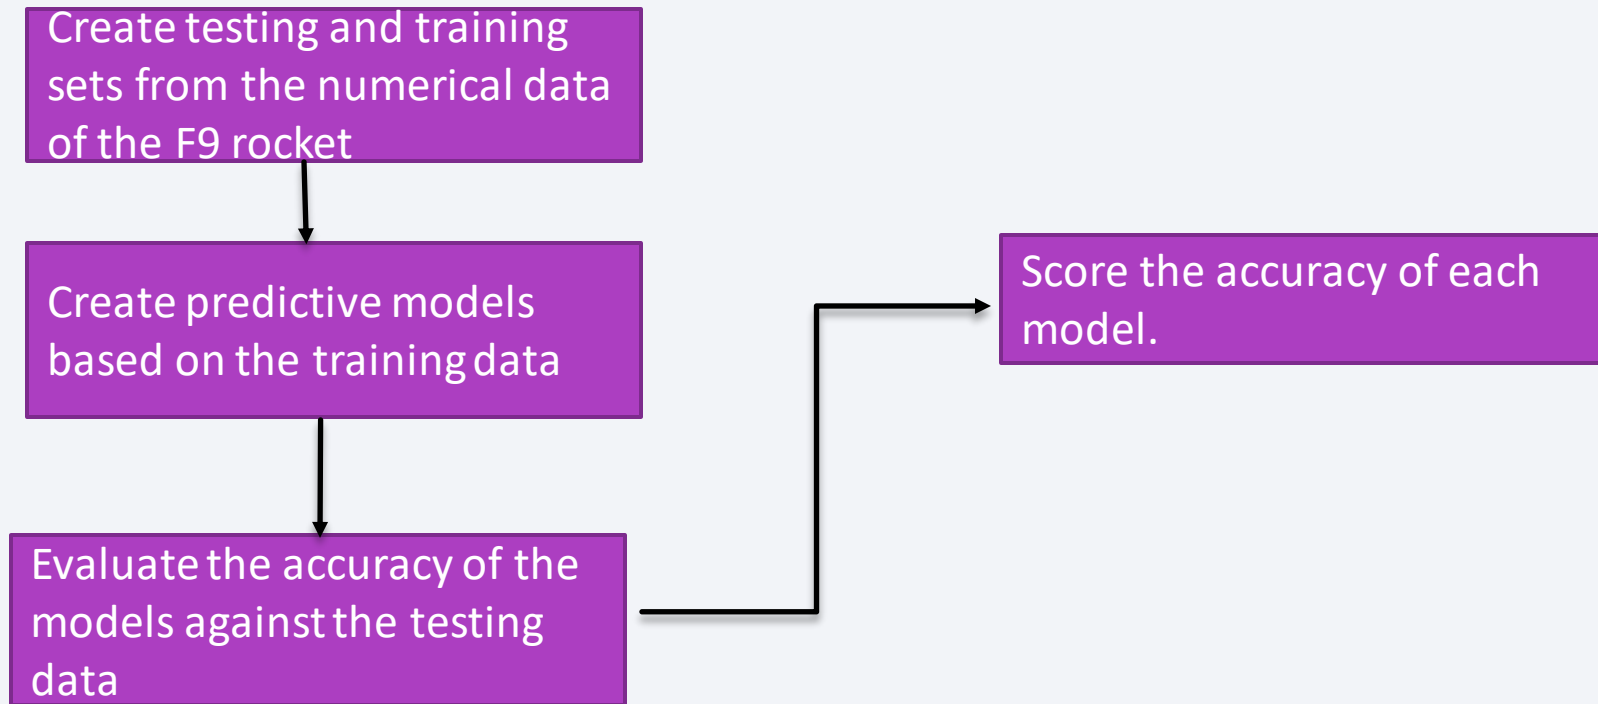 Create testing and training
sets from the numerical data
of the F9 rocket
Create predictive models
based on the training data
Evaluate the accuracy of the
models against the testing
data
Score the accuracy of each
model.